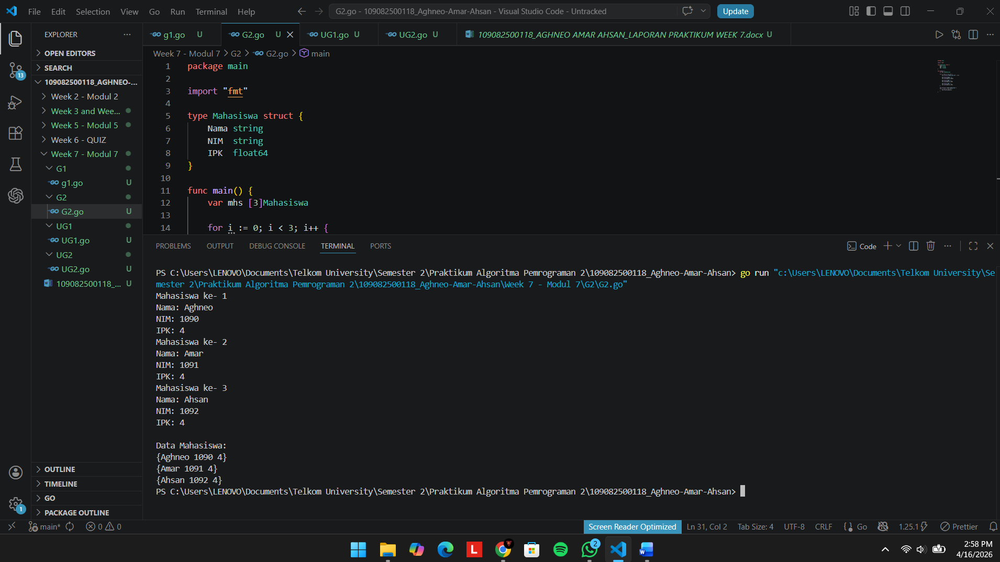 File Edit Selection View Go Run Terminal Help
G2.go - 109082500118_Aghneo-Amar-Ahsan - Visual Studio Code - Untracked
Update
EXPLORER
OPEN EDITORS
SEARCH
109082500118_AGHNEO-...
Week 2 - Modul 2
Week 3 and Wee...
Week 5 - Modul 5
Week 6 - QUIZ
Week 7 - Modul 7
G1
g1.go U
G2
G2.go U
UG1
UG1.go U
UG2
UG2.go U
109082500118_... U
OUTLINE
TIMELINE
GO
PACKAGE OUTLINE
13
1
g1.go U
G2.go U
UG1.go U
UG2.go U
109082500118_AGHNEO AMAR AHSAN_LAPORAN PRAKTIKUM WEEK 7.docx U
Week 7 - Modul 7 > G2 > G2.go > main
1 package main
2
3 import "fmt"
4
5 type Mahasiswa struct {
6 Nama string
7 NIM string
8 IPK float64
9 }
10
11 func main() {
12 var mhs [3]Mahasiswa
13
14 for i := 0; i < 3; i++ {
PROBLEMS OUTPUT DEBUG CONSOLE TERMINAL PORTS
Code
PS C:\Users\LENOVO\Documents\Telkom University\Semester 2\Praktikum Algoritma Pemrograman 2\109082500118_Aghneo-Amar-Ahsan> go run "c:\Users\LENOVO\Documents\Telkom University\Se
mester 2\Praktikum Algoritma Pemrograman 2\109082500118_Aghneo-Amar-Ahsan\Week 7 - Modul 7\G2\G2.go"
Mahasiswa ke- 1
Nama: Aghneo
NIM: 1090
IPK: 4
Mahasiswa ke- 2
Nama: Amar
NIM: 1091
IPK: 4
Mahasiswa ke- 3
Nama: Ahsan
NIM: 1092
IPK: 4
Data Mahasiswa:
{Aghneo 1090 4}
{Amar 1091 4}
{Ahsan 1092 4}
PS C:\Users\LENOVO\Documents\Telkom University\Semester 2\Praktikum Algoritma Pemrograman 2\109082500118_Aghneo-Amar-Ahsan>
main* 0 0
Screen Reader Optimized Ln 31, Col 2 Tab Size: 4 UTF-8 CRLF { } Go 1.25.1 Prettier
L
2
W
2:58 PM
4/16/2026